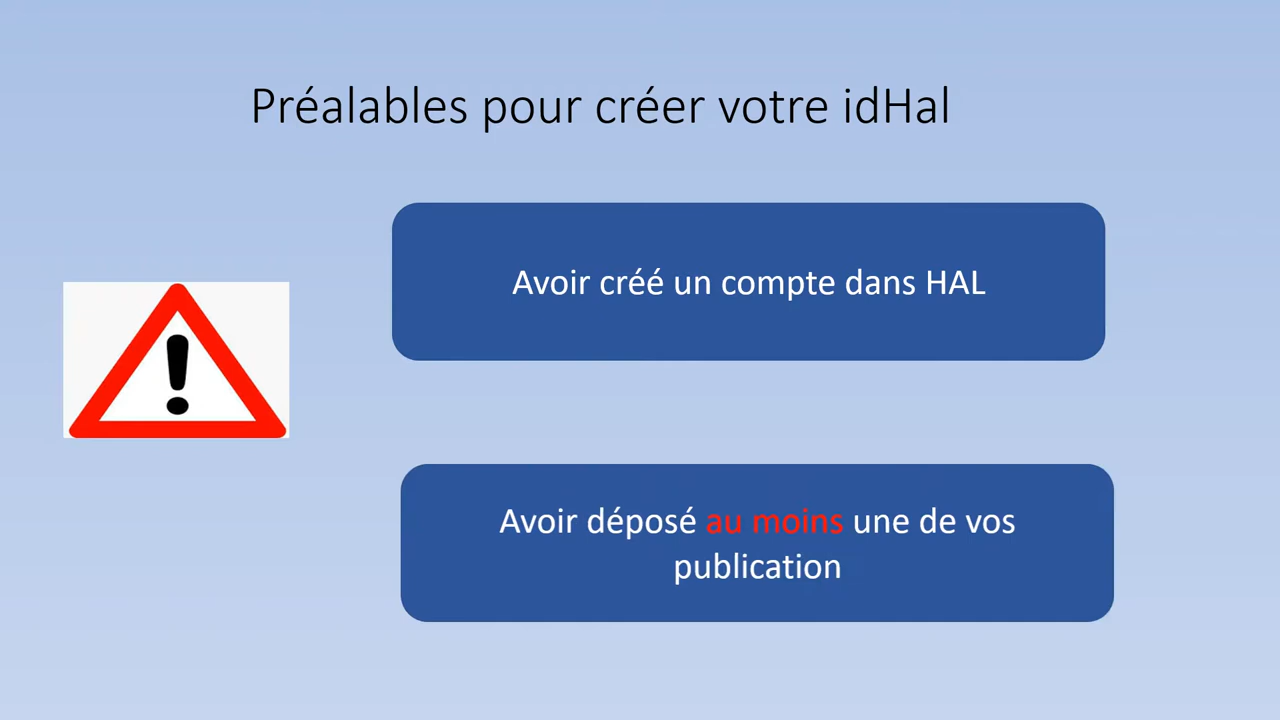 Préalables pour créer votre idHal
Avoir créé un compte dans HAL
Avoir déposé au moins une de vos
publication